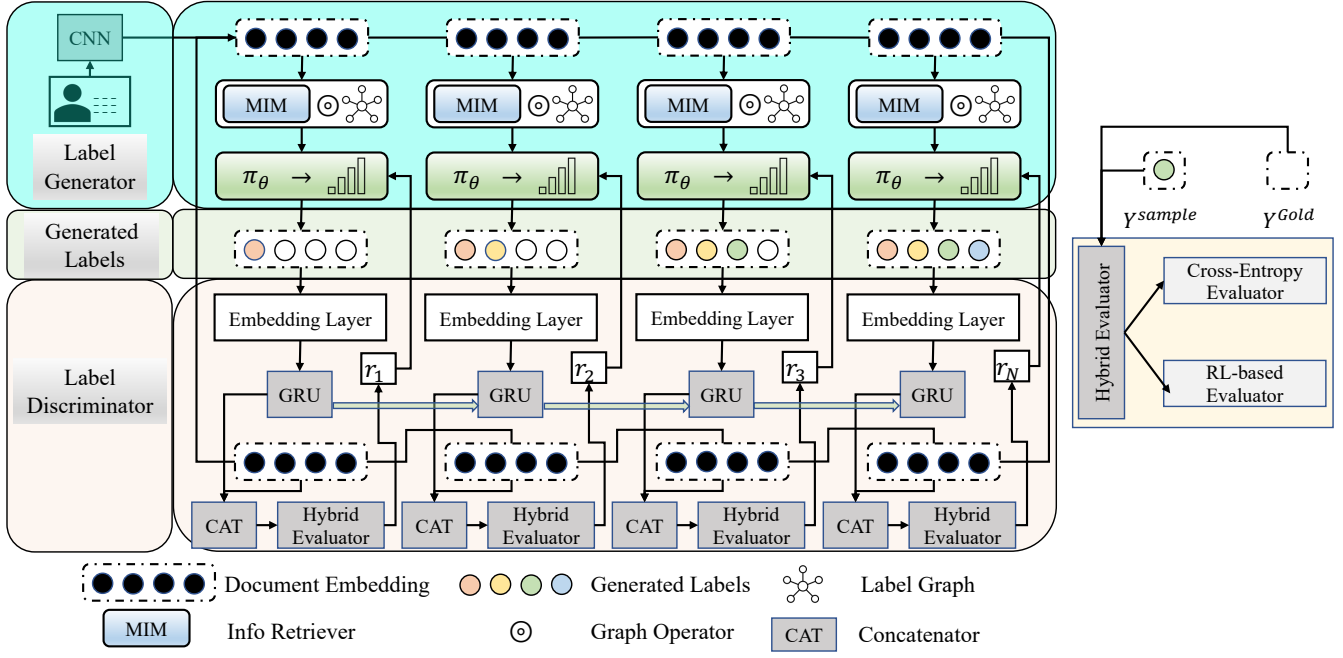 CNN
Label
Generator
MIM
MIM
MIM
MIM
π_θ →
π_θ →
π_θ →
π_θ →
Generated
Labels
Label
Discriminator
Embedding Layer
Embedding Layer
Embedding Layer
Embedding Layer
r_1
r_2
r_3
r_N
GRU
GRU
GRU
GRU
CAT
Hybrid
Evaluator
CAT
Hybrid
Evaluator
CAT
Hybrid
Evaluator
CAT
Hybrid
Evaluator
Y^sample
Y^Gold
Hybrid Evaluator
Cross-Entropy
Evaluator
RL-based
Evaluator
Document Embedding
Generated Labels
Label Graph
MIM
Info Retriever
Graph Operator
CAT
Concatenator